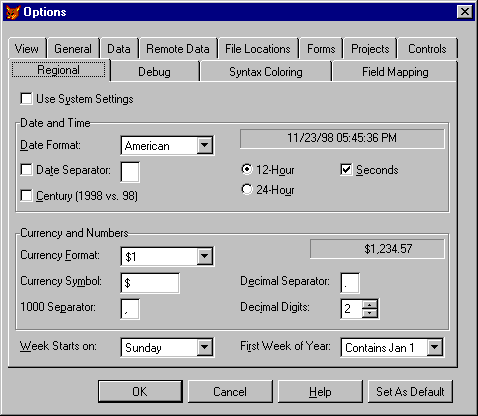 Options
View General Data Remote Data File Locations Forms Projects Controls
Regional Debug Syntax Coloring Field Mapping
Use System Settings
Date and Time
Date Format: American 11/23/98 05:45:36 PM
Date Separator: 12-Hour Seconds
Century (1998 vs. 98) 24-Hour
Currency and Numbers
Currency Format: $1 $1,234.57
Currency Symbol: $ Decimal Separator: .
1000 Separator: , Decimal Digits: 2
Week Starts on: Sunday First Week of Year: Contains Jan 1
OK Cancel Help Set As Default